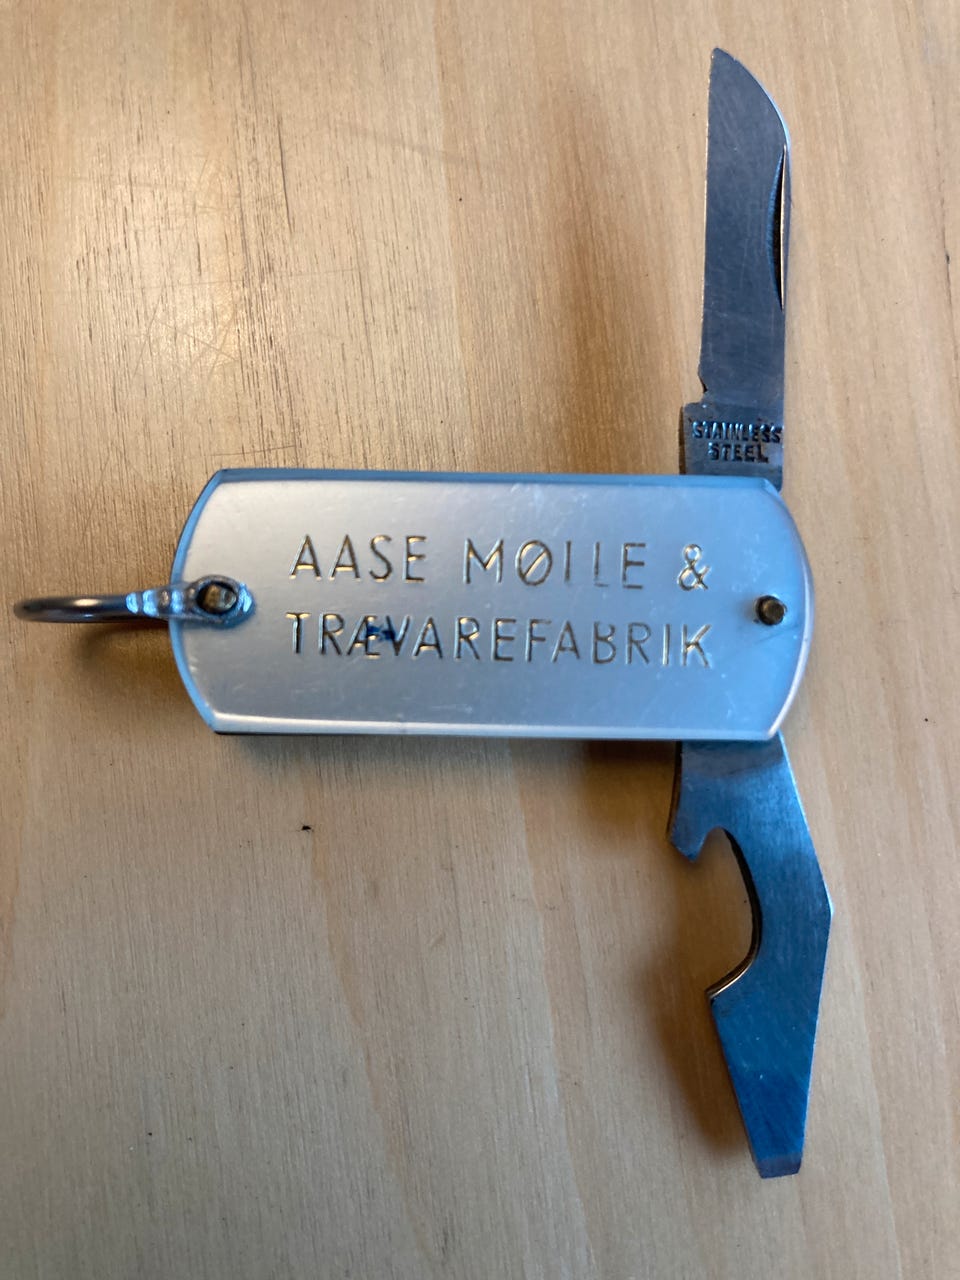 STAINLESS
STEEL
AASE MØLLE &
TRÆVAREFABRIK